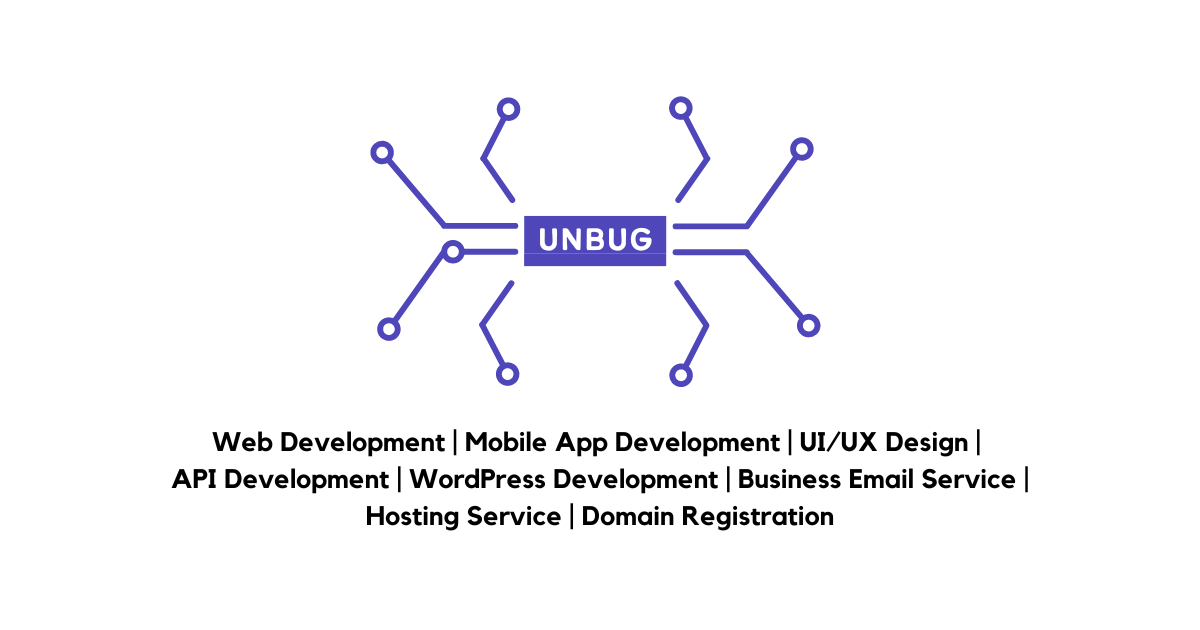 UNBUG
Web Development | Mobile App Development | UI/UX Design |
API Development | WordPress Development | Business Email Service |
Hosting Service | Domain Registration